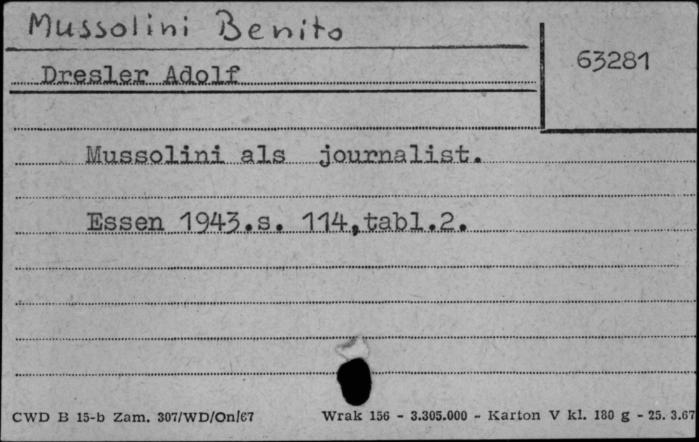 Mussolini Benito
63281
Dresler Adolf
Mussolini als journalist.
Essen 1943.s. 114,tabl.2.
CWD B 15-b Zam. 307/WD/On/67 Wrak 156 - 3.305.000 - Karton V kl. 180 g - 25. 3.67